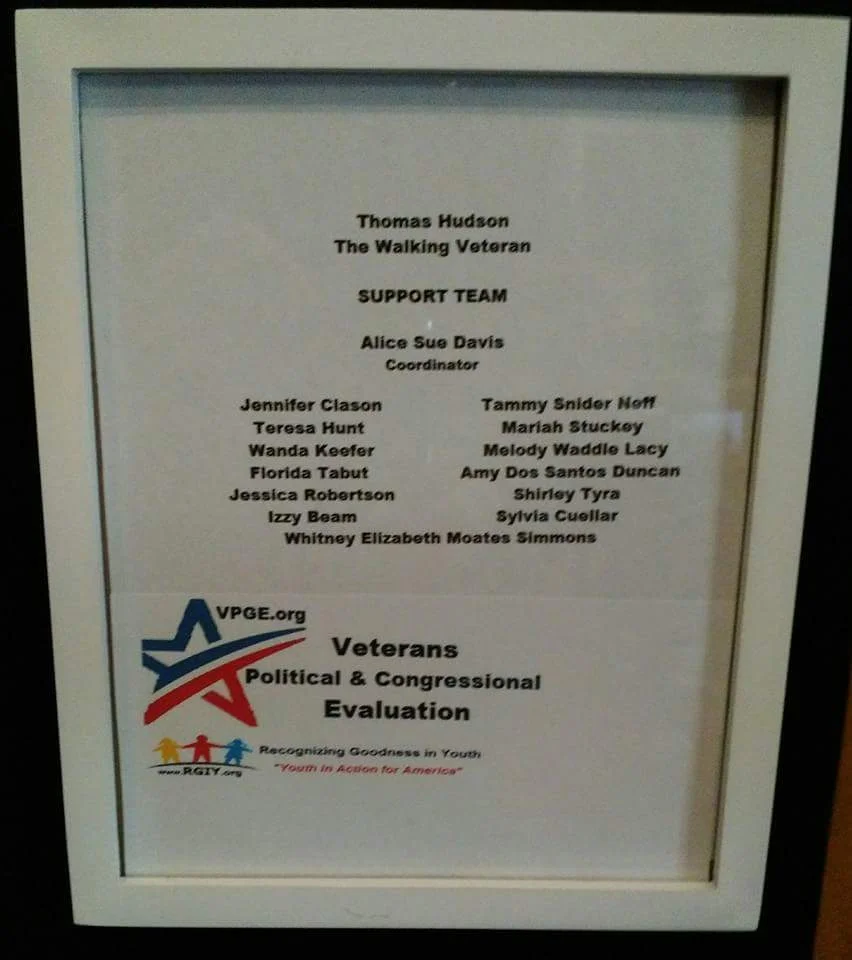 Thomas Hudson
The Walking Veteran
SUPPORT TEAM
Alice Sue Davis
Coordinator
Jennifer Clason Tammy Snider Neff
Teresa Hunt Mariah Stuckey
Wanda Keefer Melody Waddle Lacy
Florida Tabut Amy Dos Santos Duncan
Jessica Robertson Shirley Tyra
Izzy Beam Sylvia Cuellar
Whitney Elizabeth Moates Simmons
VPGE.org
Veterans
Political & Congressional
Evaluation
Recognizing Goodness in Youth
www.RGIY.org "Youth in Action for America"